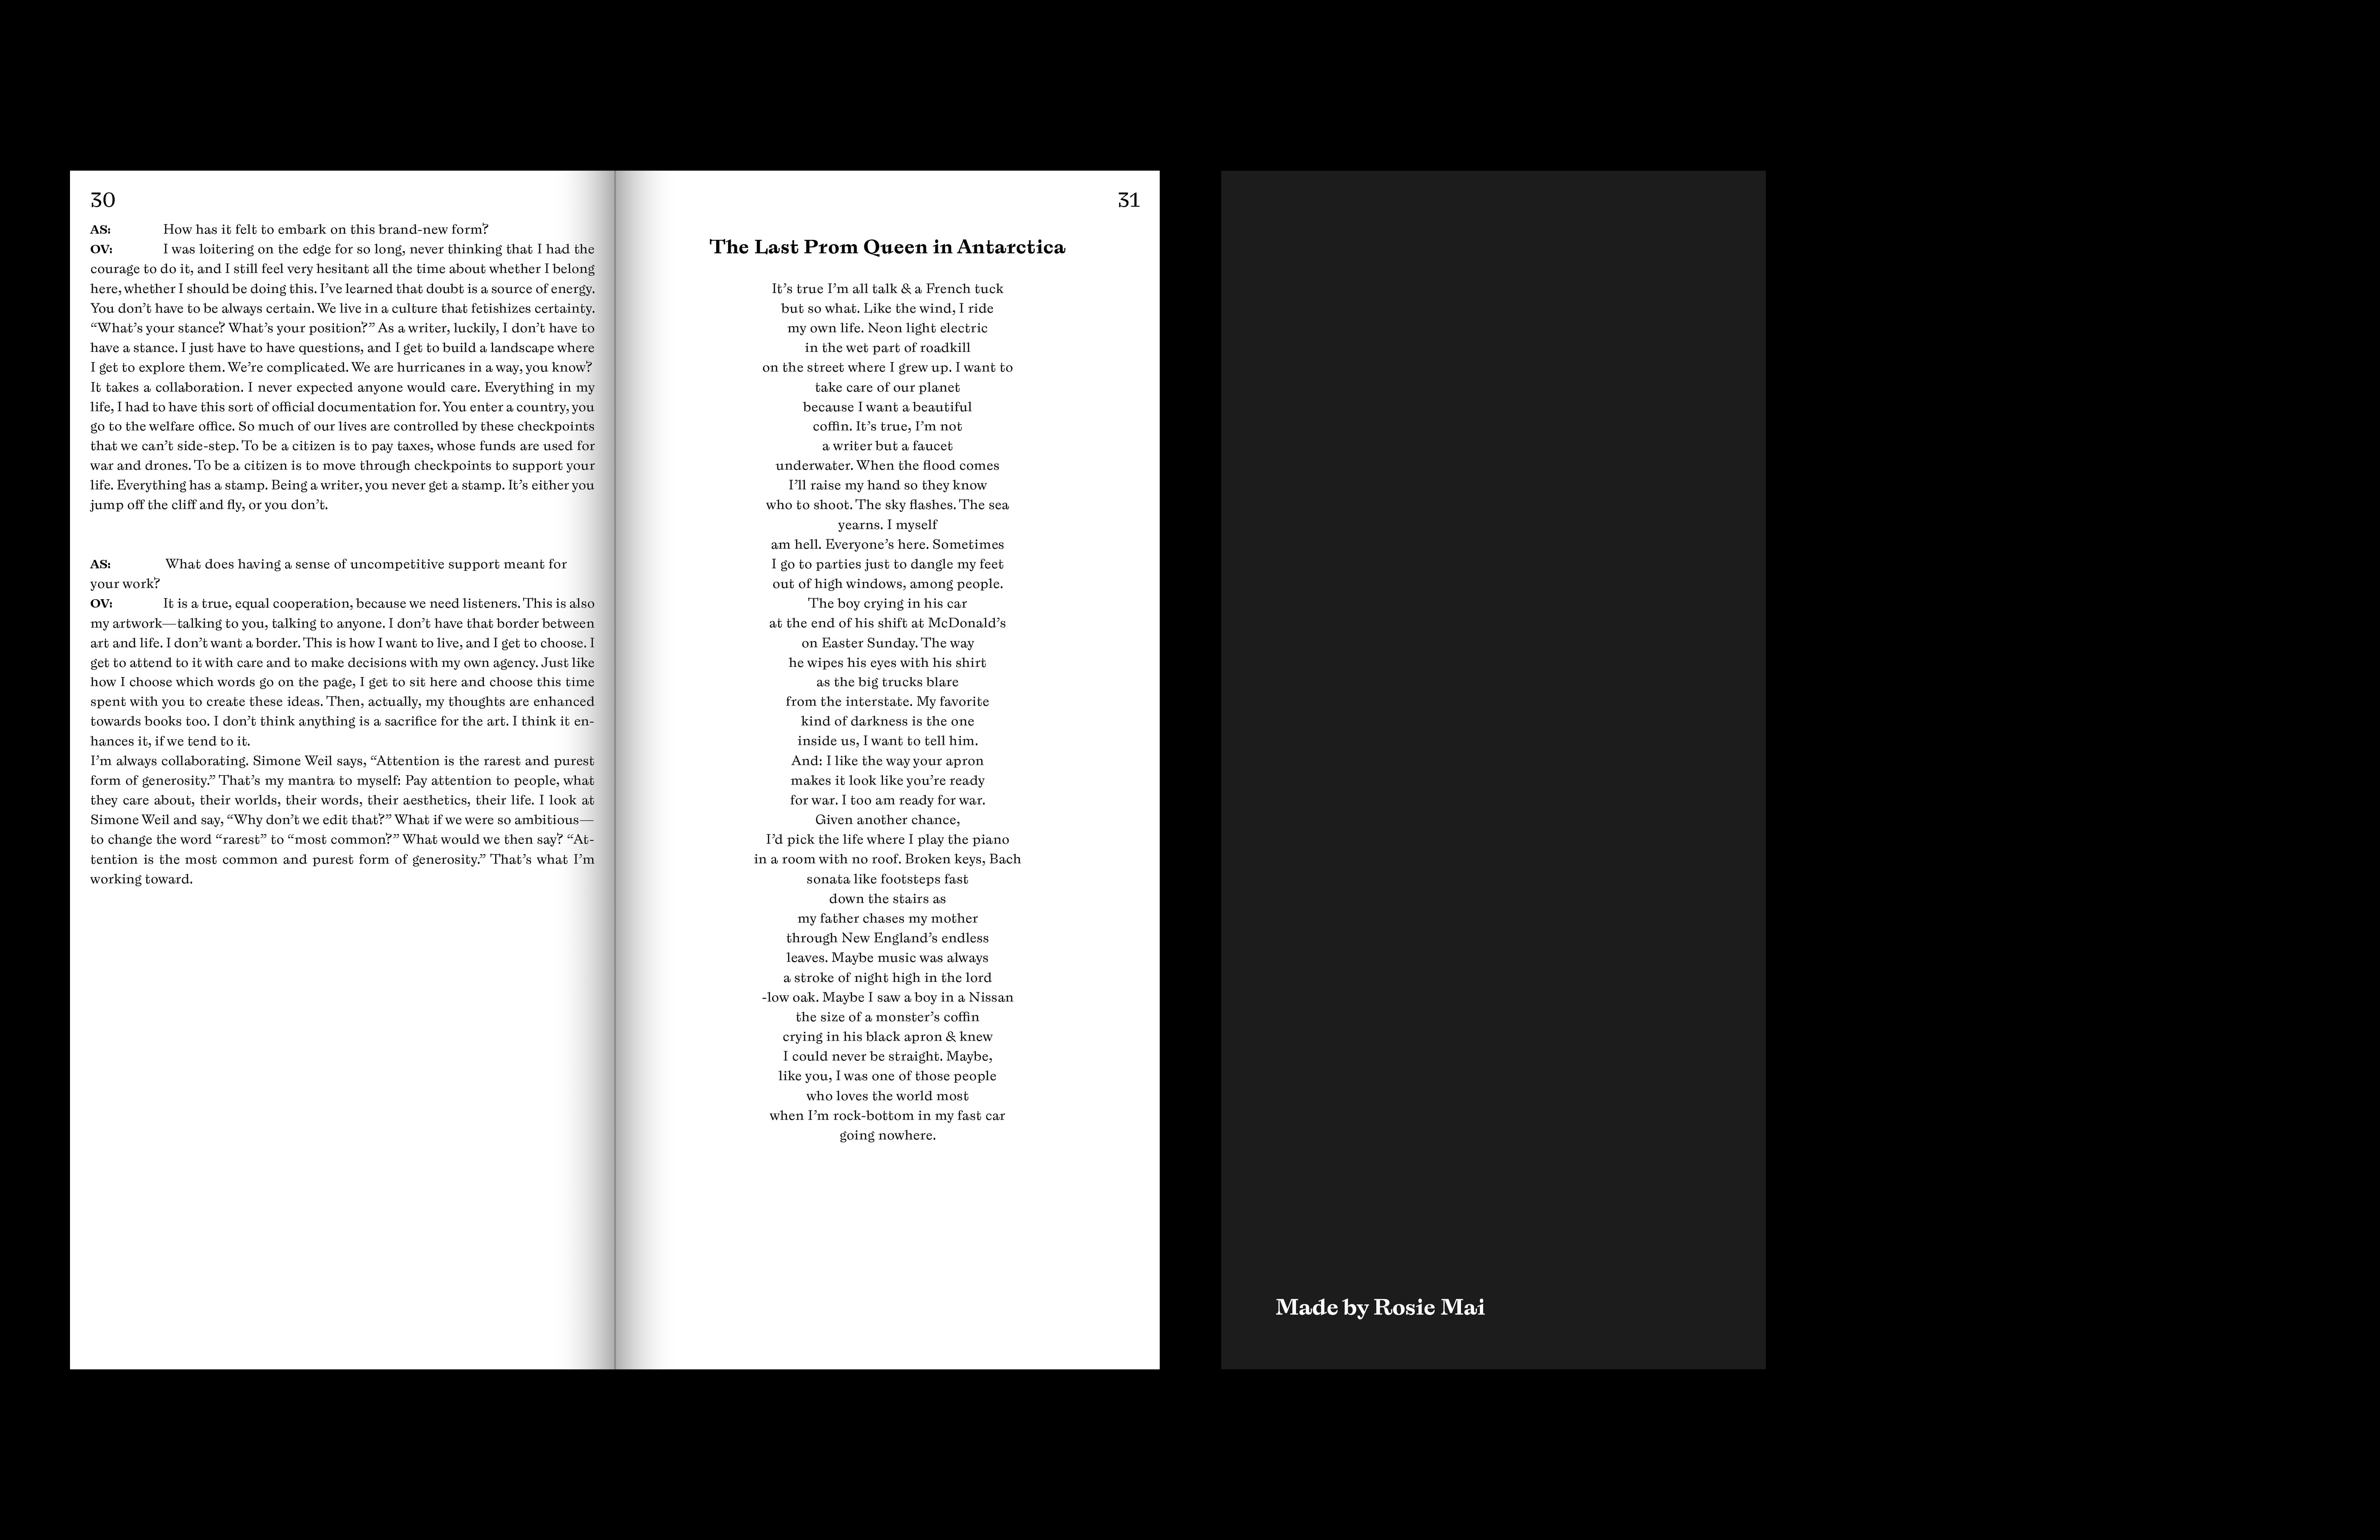 30
AS: How has it felt to embark on this brand-new form?
OV: I was loitering on the edge for so long, never thinking that I had the
courage to do it, and I still feel very hesitant all the time about whether I belong
here, whether I should be doing this. I’ve learned that doubt is a source of energy.
You don’t have to be always certain. We live in a culture that fetishizes certainty.
“What’s your stance? What’s your position?” As a writer, luckily, I don’t have to
have a stance. I just have to have questions, and I get to build a landscape where
I get to explore them. We’re complicated. We are hurricanes in a way, you know?
It takes a collaboration. I never expected anyone would care. Everything in my
life, I had to have this sort of official documentation for. You enter a country, you
go to the welfare office. So much of our lives are controlled by these checkpoints
that we can’t side-step. To be a citizen is to pay taxes, whose funds are used for
war and drones. To be a citizen is to move through checkpoints to support your
life. Everything has a stamp. Being a writer, you never get a stamp. It’s either you
jump off the cliff and fly, or you don’t.
AS: What does having a sense of uncompetitive support meant for
your work?
OV: It is a true, equal cooperation, because we need listeners. This is also
my artwork—talking to you, talking to anyone. I don’t have that border between
art and life. I don’t want a border. This is how I want to live, and I get to choose. I
get to attend to it with care and to make decisions with my own agency. Just like
how I choose which words go on the page, I get to sit here and choose this time
spent with you to create these ideas. Then, actually, my thoughts are enhanced
towards books too. I don’t think anything is a sacrifice for the art. I think it en-
hances it, if we tend to it.
I’m always collaborating. Simone Weil says, “Attention is the rarest and purest
form of generosity.” That’s my mantra to myself: Pay attention to people, what
they care about, their worlds, their words, their aesthetics, their life. I look at
Simone Weil and say, “Why don’t we edit that?” What if we were so ambitious—
to change the word “rarest” to “most common?” What would we then say? “At-
tention is the most common and purest form of generosity.” That’s what I’m
working toward.
31
The Last Prom Queen in Antarctica
It’s true I’m all talk & a French tuck
but so what. Like the wind, I ride
my own life. Neon light electric
in the wet part of roadkill
on the street where I grew up. I want to
take care of our planet
because I want a beautiful
coffin. It’s true, I’m not
a writer but a faucet
underwater. When the flood comes
I’ll raise my hand so they know
who to shoot. The sky flashes. The sea
yearns. I myself
am hell. Everyone’s here. Sometimes
I go to parties just to dangle my feet
out of high windows, among people.
The boy crying in his car
at the end of his shift at McDonald’s
on Easter Sunday. The way
he wipes his eyes with his shirt
as the big trucks blare
from the interstate. My favorite
kind of darkness is the one
inside us, I want to tell him.
And: I like the way your apron
makes it look like you’re ready
for war. I too am ready for war.
Given another chance,
I’d pick the life where I play the piano
in a room with no roof. Broken keys, Bach
sonata like footsteps fast
down the stairs as
my father chases my mother
through New England’s endless
leaves. Maybe music was always
a stroke of night high in the lord
-low oak. Maybe I saw a boy in a Nissan
the size of a monster’s coffin
crying in his black apron & knew
I could never be straight. Maybe,
like you, I was one of those people
who loves the world most
when I’m rock-bottom in my fast car
going nowhere.
Made by Rosie Mai